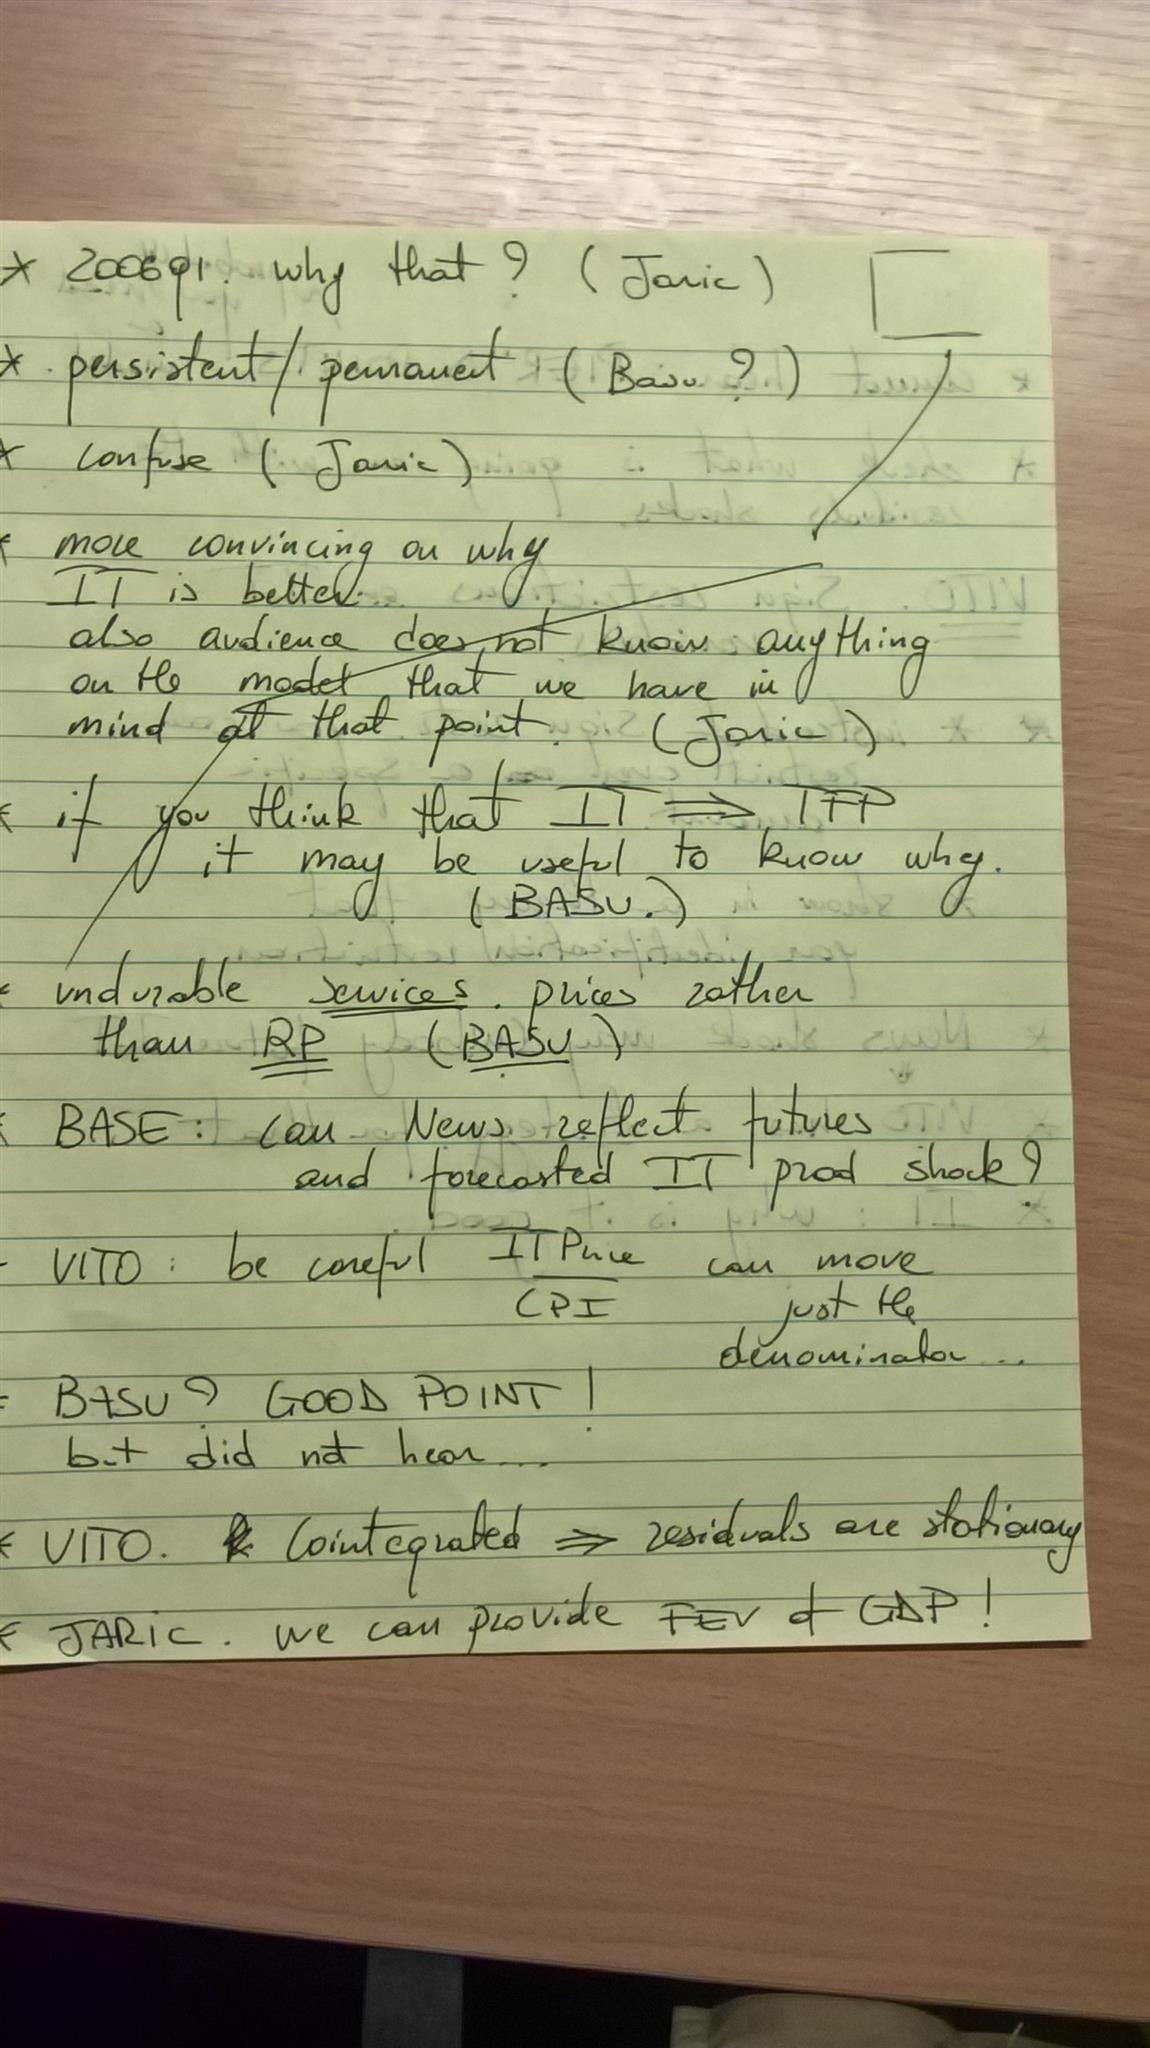 * 2006q1. why that? (Jaric)
* persistent/permanent (Basu?)
* confuse (Jaric)
* more convincing on why
IT is better.
also audience does not know anything
on the model that we have in
mind at that point. (Jaric)
* if you think that IT ⇒ TFP
it may be useful to know why.
(BASU.)
* undurable services. prices rather
than RP (BASU)
* BASE: can News reflect futures
and forecasted IT prod shock?
- VITO: be careful IT Price / CPI can move
just the
denominator...
* BASU? GOOD POINT!
but did not hear...
* VITO. Cointegrated ⇒ residuals are stationary
* JARIC. we can provide FEV of GDP!